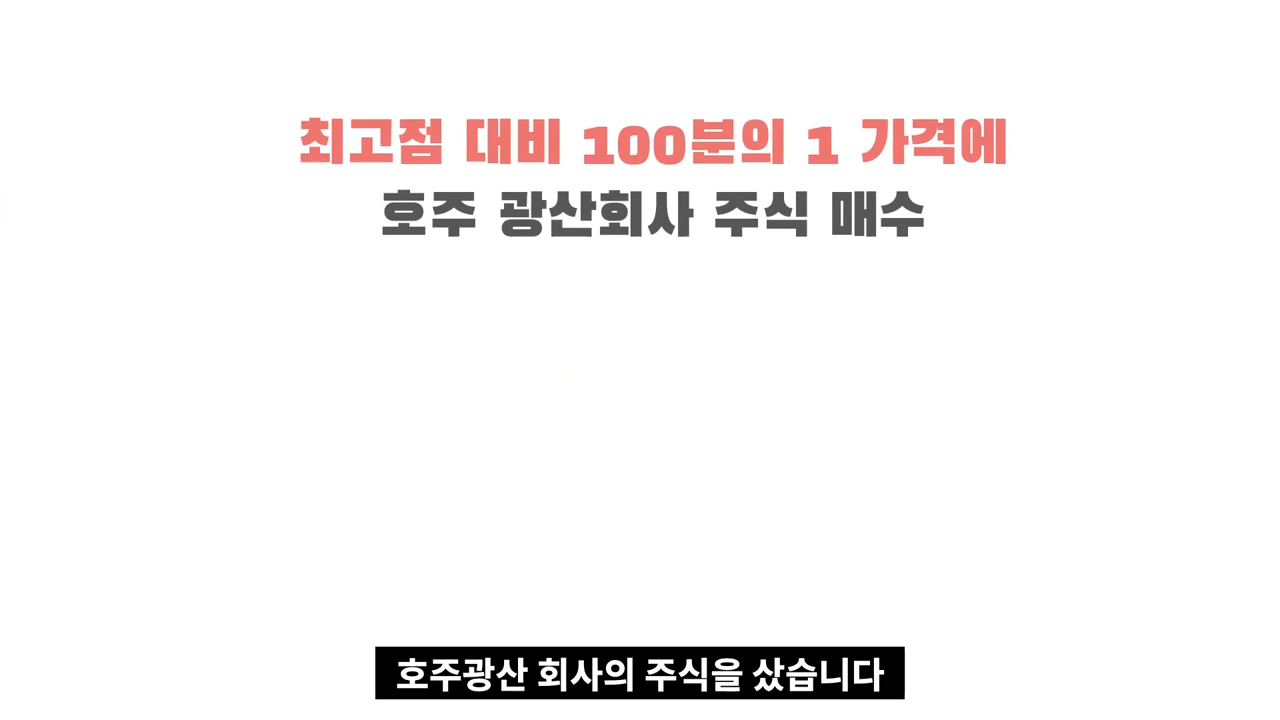 최고점 대비 100분의 1 가격에
호주 광산회사 주식 매수
호주광산 회사의 주식을 샀습니다